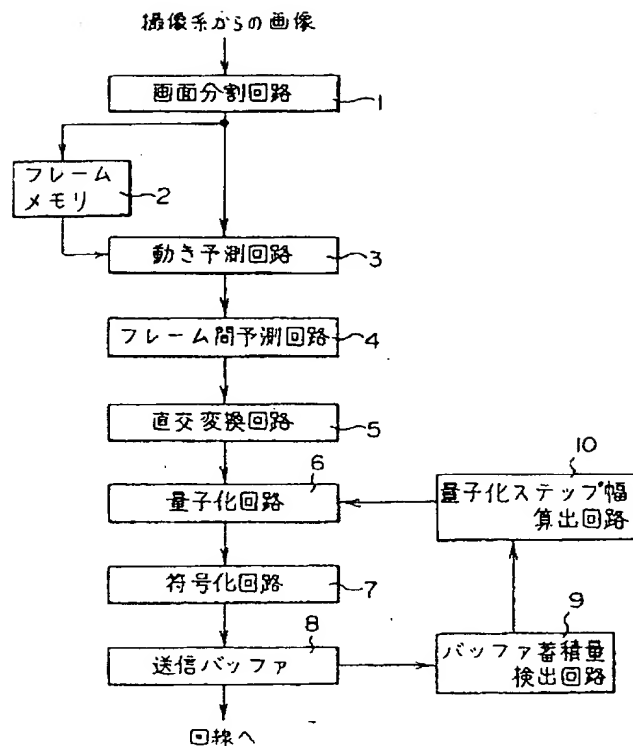 撮像系からの画像
画面分割回路
1
フレーム
メモリ
2
動き予測回路
3
フレーム間予測回路
4
直交変換回路
5
6
量子化回路
10
量子化ステップ幅
算出回路
符号化回路
7
8
送信バッファ
9
バッファ蓄積量
検出回路
回線へ